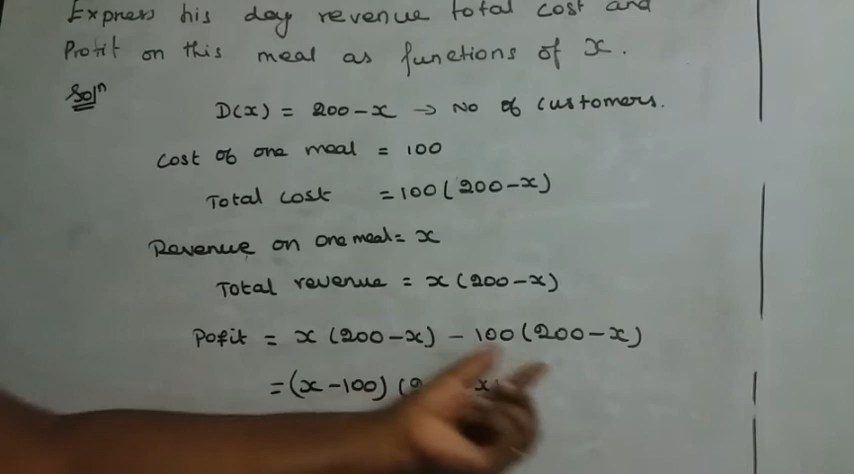 Express his day revenue total cost and
Profit on this meal as functions of x.
Solⁿ
D(x) = 200-x → No of customers.
Cost of one meal = 100
Total cost = 100(200-x)
Revenue on one meal = x
Total revenue = x(200-x)
Pofit = x(200-x) - 100(200-x)
= (x-100)(2 x